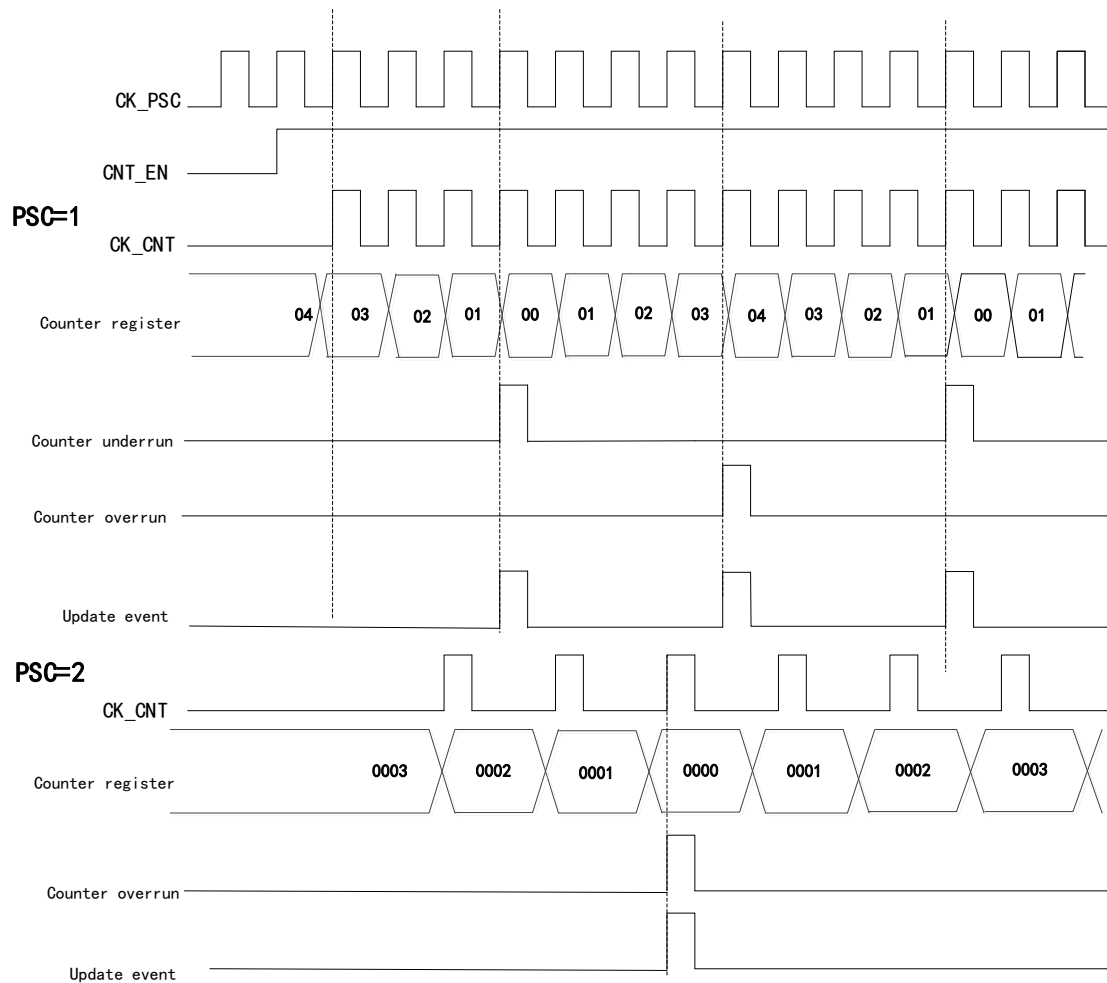 CK_PSC
CNT_EN
PSC=1
CK_CNT
Counter register 04 03 02 01 00 01 02 03 04 03 02 01 00 01
Counter underrun
Counter overrun
Update event
PSC=2
CK_CNT
Counter register 0003 0002 0001 0000 0001 0002 0003
Counter overrun
Update event